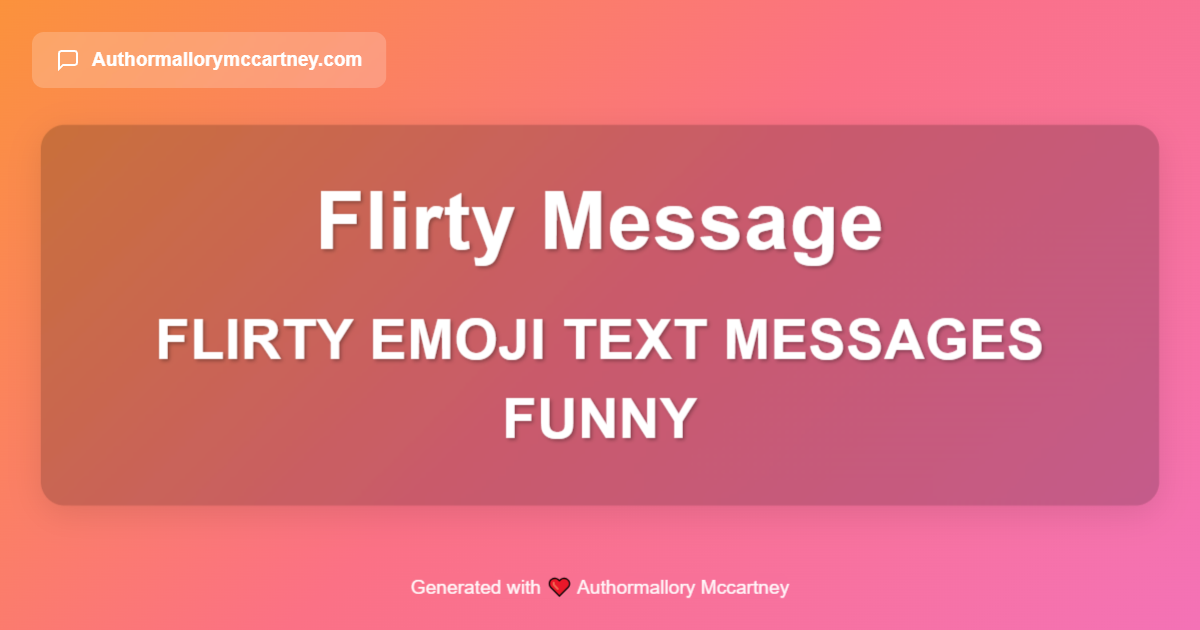 Authormallorymccartney.com
Flirty Message
FLIRTY EMOJI TEXT MESSAGES
FUNNY
Generated with ❤️ Authormallory Mccartney